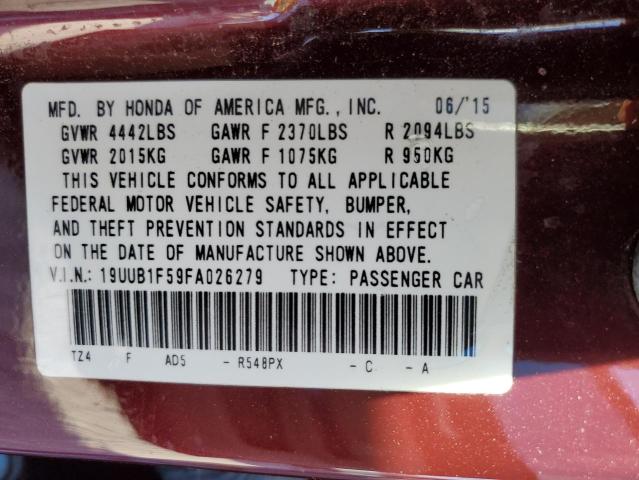 MFD. BY HONDA OF AMERICA MFG., INC. 06/'15
GVWR 4442LBS GAWR F 2370LBS R 2094LBS
GVWR 2015KG GAWR F 1075KG R 950KG
THIS VEHICLE CONFORMS TO ALL APPLICABLE
FEDERAL MOTOR VEHICLE SAFETY, BUMPER,
AND THEFT PREVENTION STANDARDS IN EFFECT
ON THE DATE OF MANUFACTURE SHOWN ABOVE.
V.I.N.: 19UUB1F59FA026279 TYPE: PASSENGER CAR
TZ4 F AD5 - R548PX - C - A